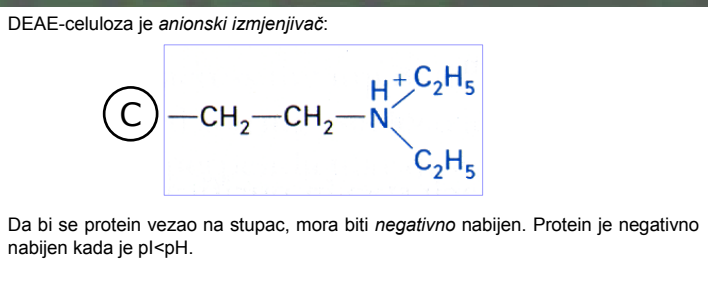 DEAE-celuloza je anionski izmjenjivač:
H + C₂H₅
C —CH₂—CH₂—N
C₂H₅
Da bi se protein vezao na stupac, mora biti negativno nabijen. Protein je negativno
nabijen kada je pI<pH.